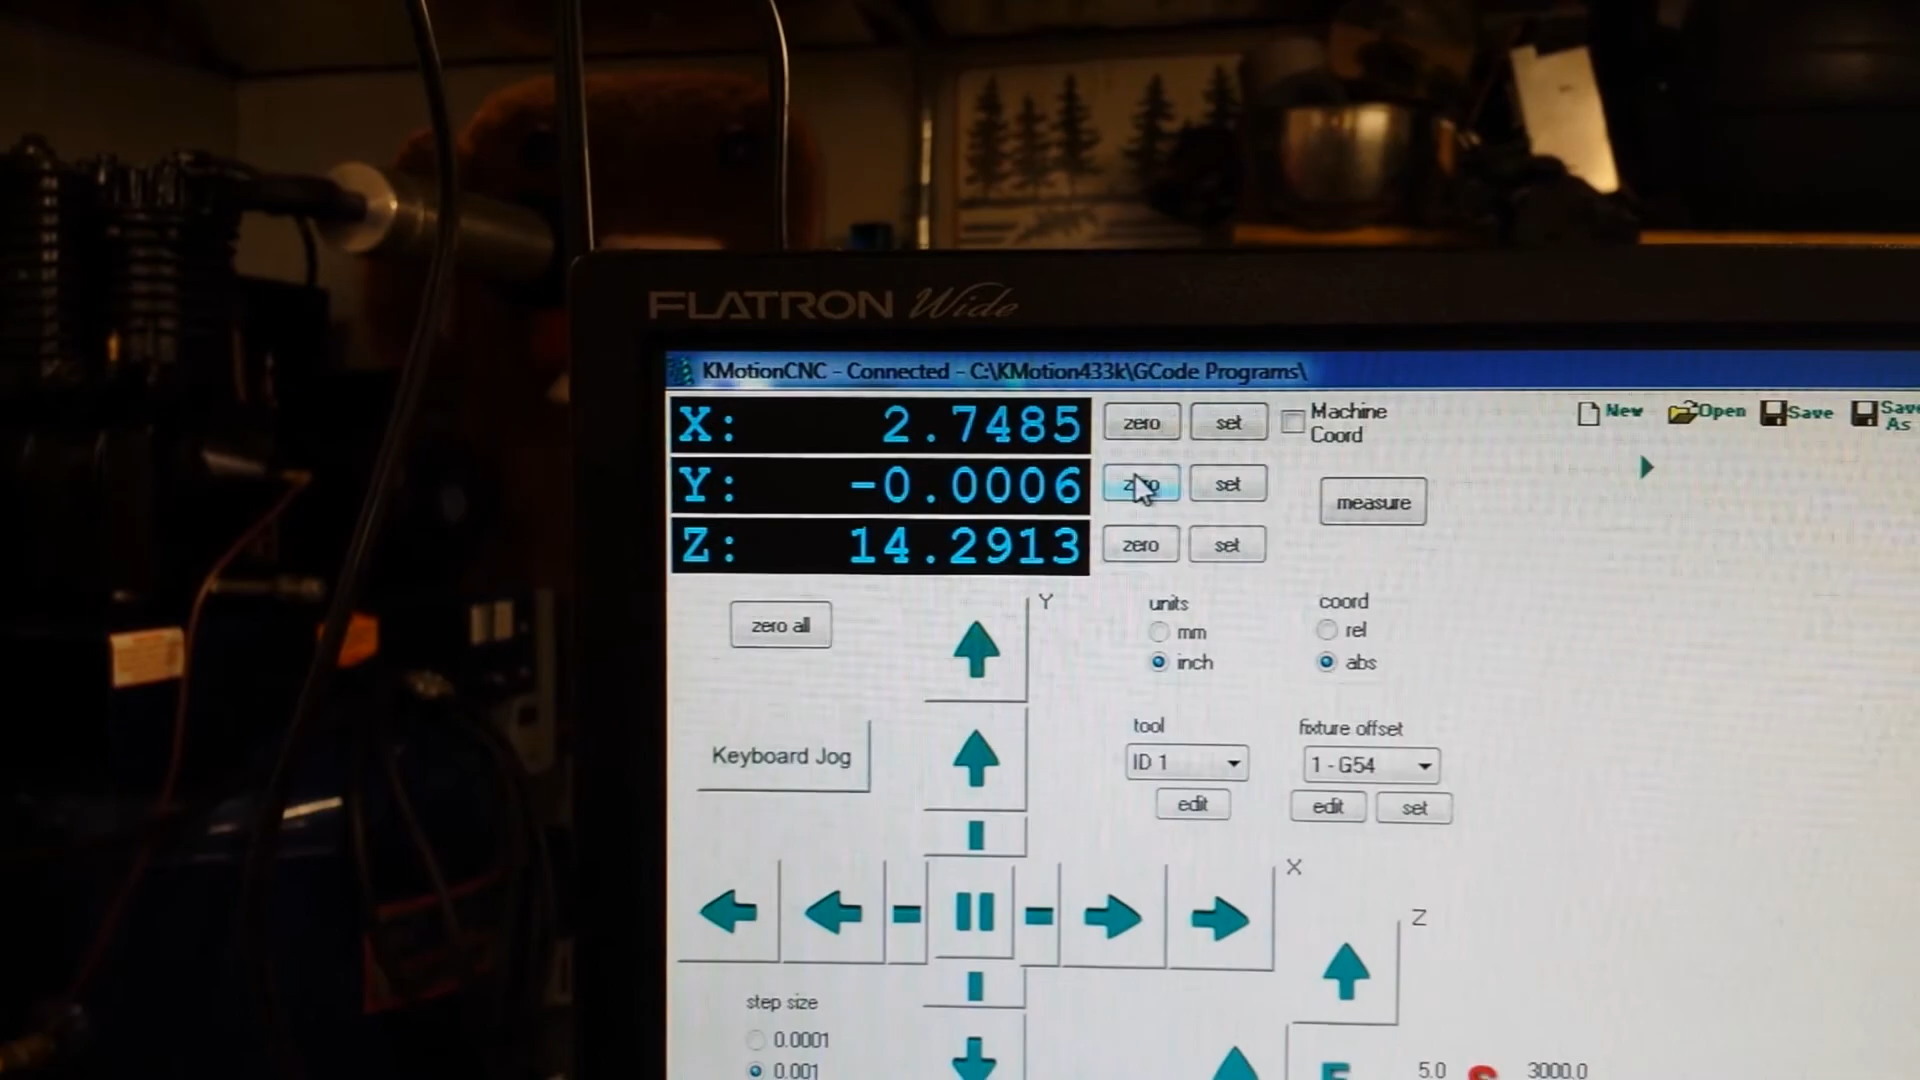 FLATRON Wide
KMotionCNC - Connected - C:\KMotion433k\GCode Programs\
X: 2.7485 zero set Machine Coord New Open Save Save As
Y: -0.0006 zero set measure
Z: 14.2913 zero set
zero all Y units coord
mm rel
inch abs
Keyboard Jog tool fixture offset
ID 1 1 - G54
edit edit set
X
Z
step size
0.0001
0.001 F 5.0 S 3000.0